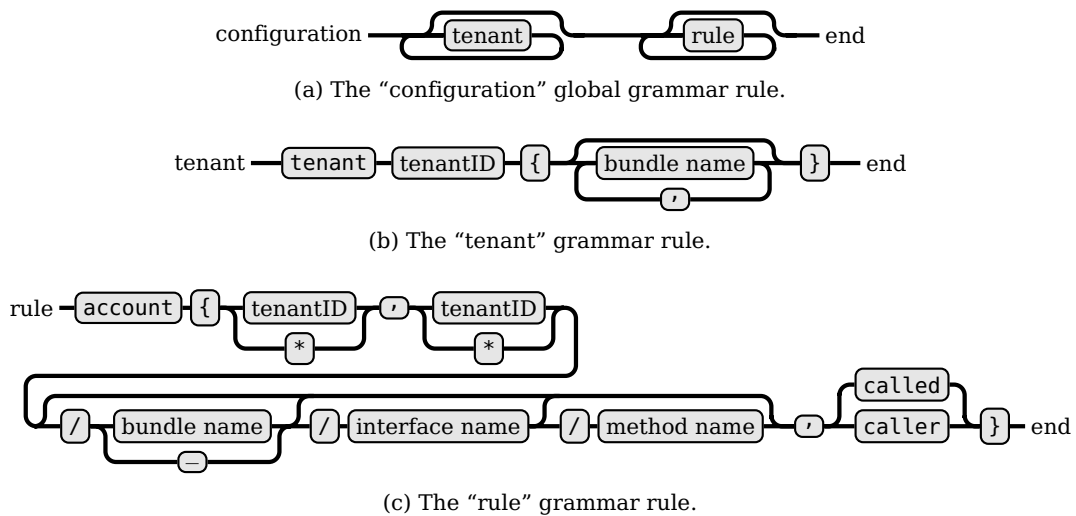 configuration tenant rule end
(a) The “configuration” global grammar rule.
tenant tenant tenantID { bundle name } end
,
(b) The “tenant” grammar rule.
rule account { tenantID , tenantID
* *
called
/ bundle name / interface name / method name , caller } end
_
(c) The “rule” grammar rule.